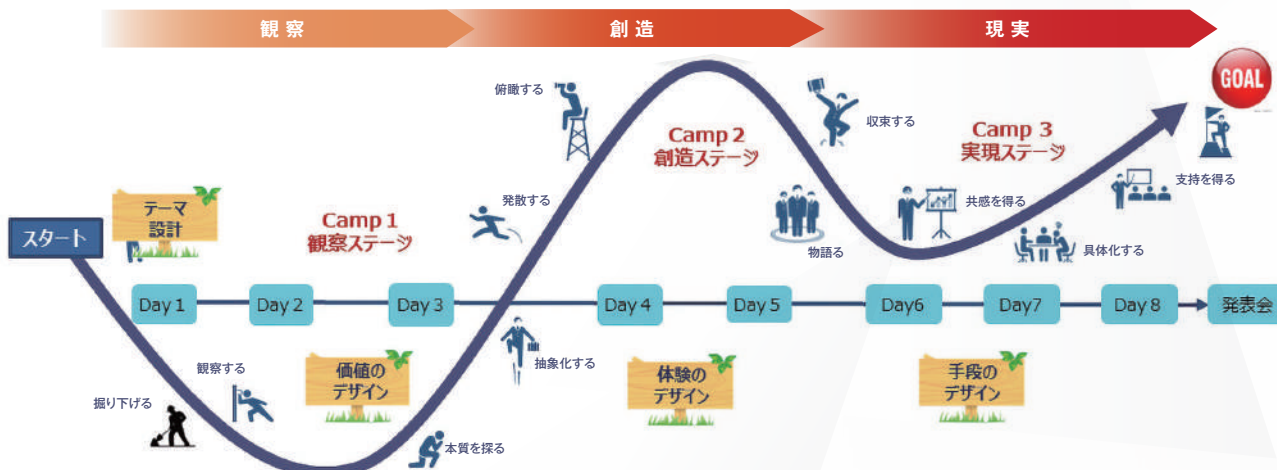 観察
創造
現実
GOAL
俯瞰する
収束する
Camp 2
創造ステージ
Camp 3
実現ステージ
支持を得る
テーマ
設計
発散する
共感を得る
Camp 1
観察ステージ
スタート
物語る
具体化する
Day 1
Day 2
Day 3
Day 4
Day 5
Day6
Day7
Day 8
発表会
観察する
価値の
デザイン
抽象化する
体験の
デザイン
手段の
デザイン
掘り下げる
本質を探る